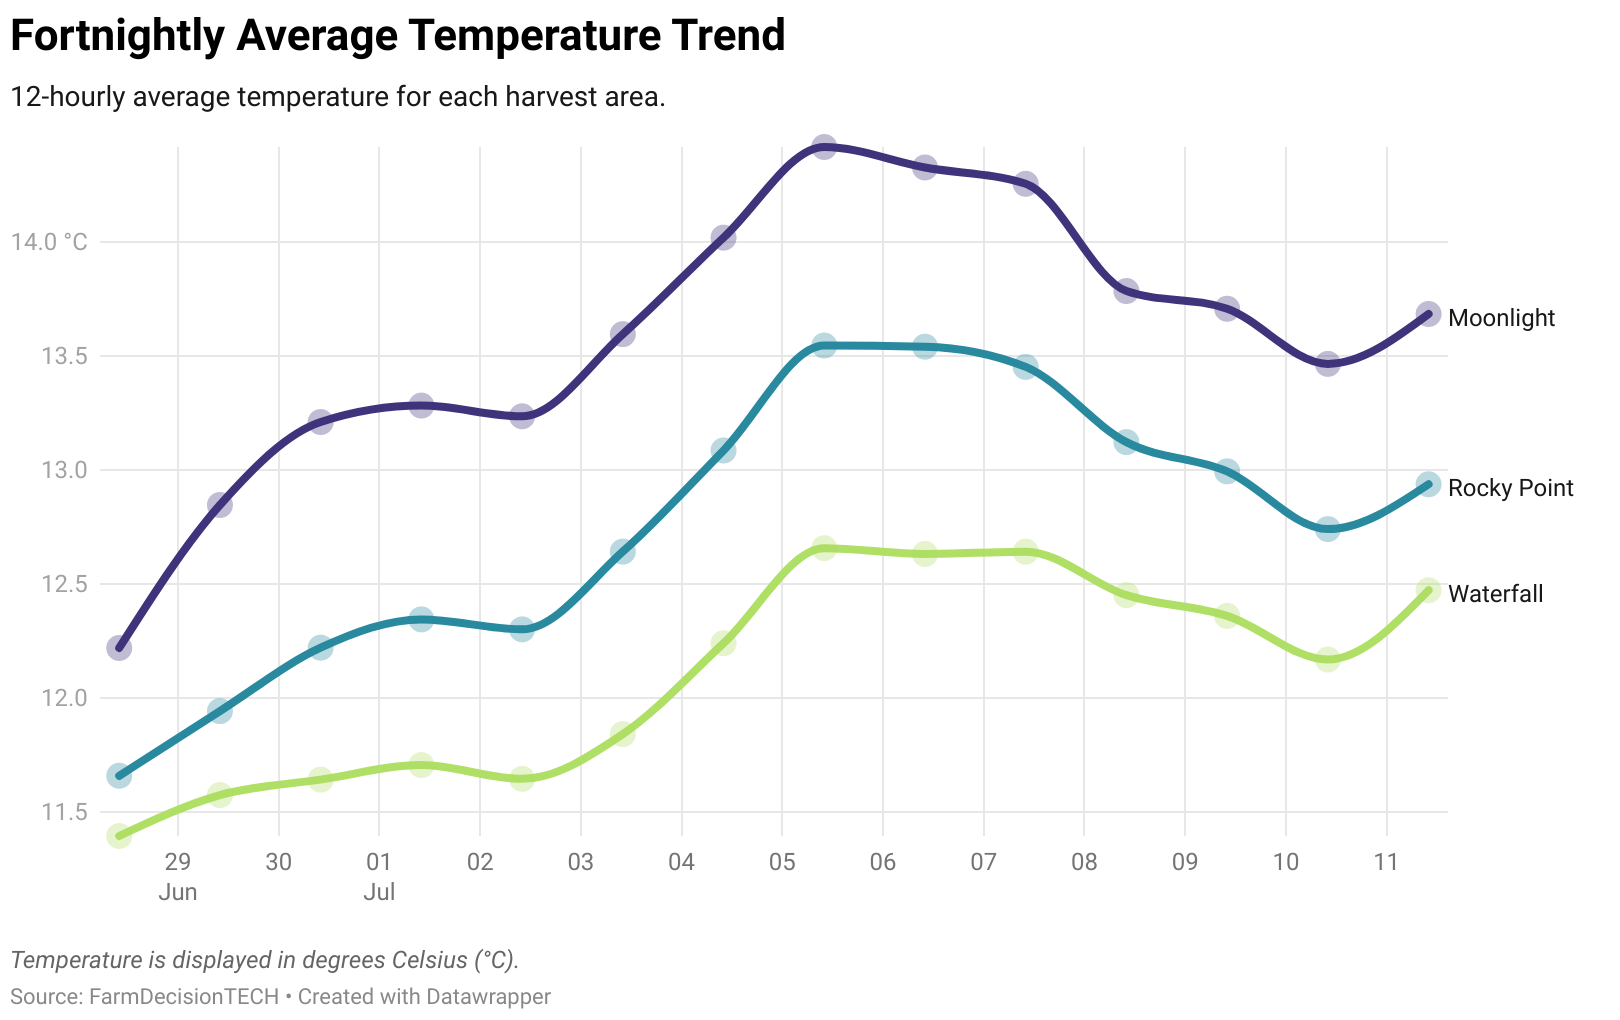 Fortnightly Average Temperature Trend
12-hourly average temperature for each harvest area.
14.0 °C
13.5
13.0
12.5
12.0
11.5
Moonlight
Rocky Point
Waterfall
29 30 01 02 03 04 05 06 07 08 09 10 11
Jun Jul
Temperature is displayed in degrees Celsius (°C).
Source: FarmDecisionTECH • Created with Datawrapper